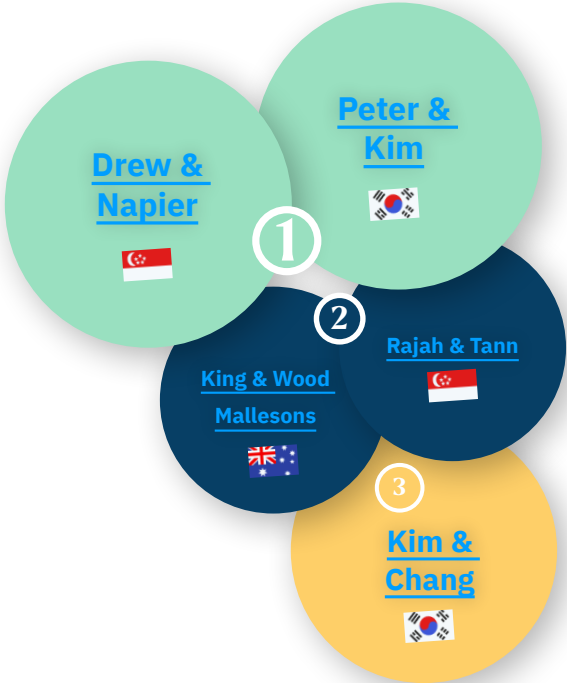 Peter &
Kim
Drew &
Napier
1
2
Rajah & Tann
King & Wood
Mallesons
3
Kim &
Chang